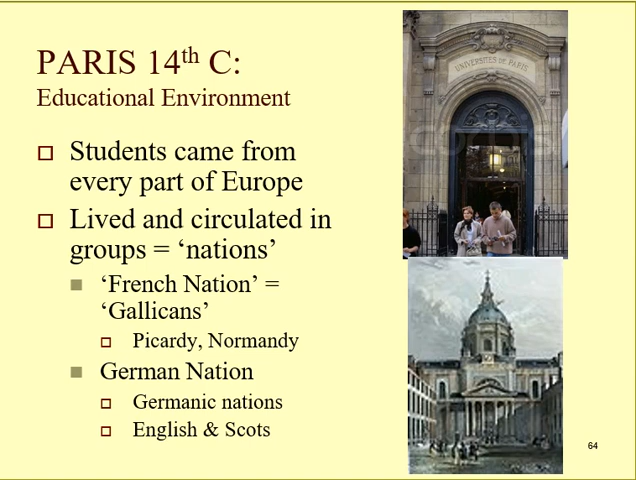 PARIS 14th C:
Educational Environment
Students came from
every part of Europe
Lived and circulated in
groups = ‘nations’
‘French Nation’ =
‘Gallicans’
Picardy, Normandy
German Nation
Germanic nations
English & Scots
UNIVERSITES DE PARIS
64